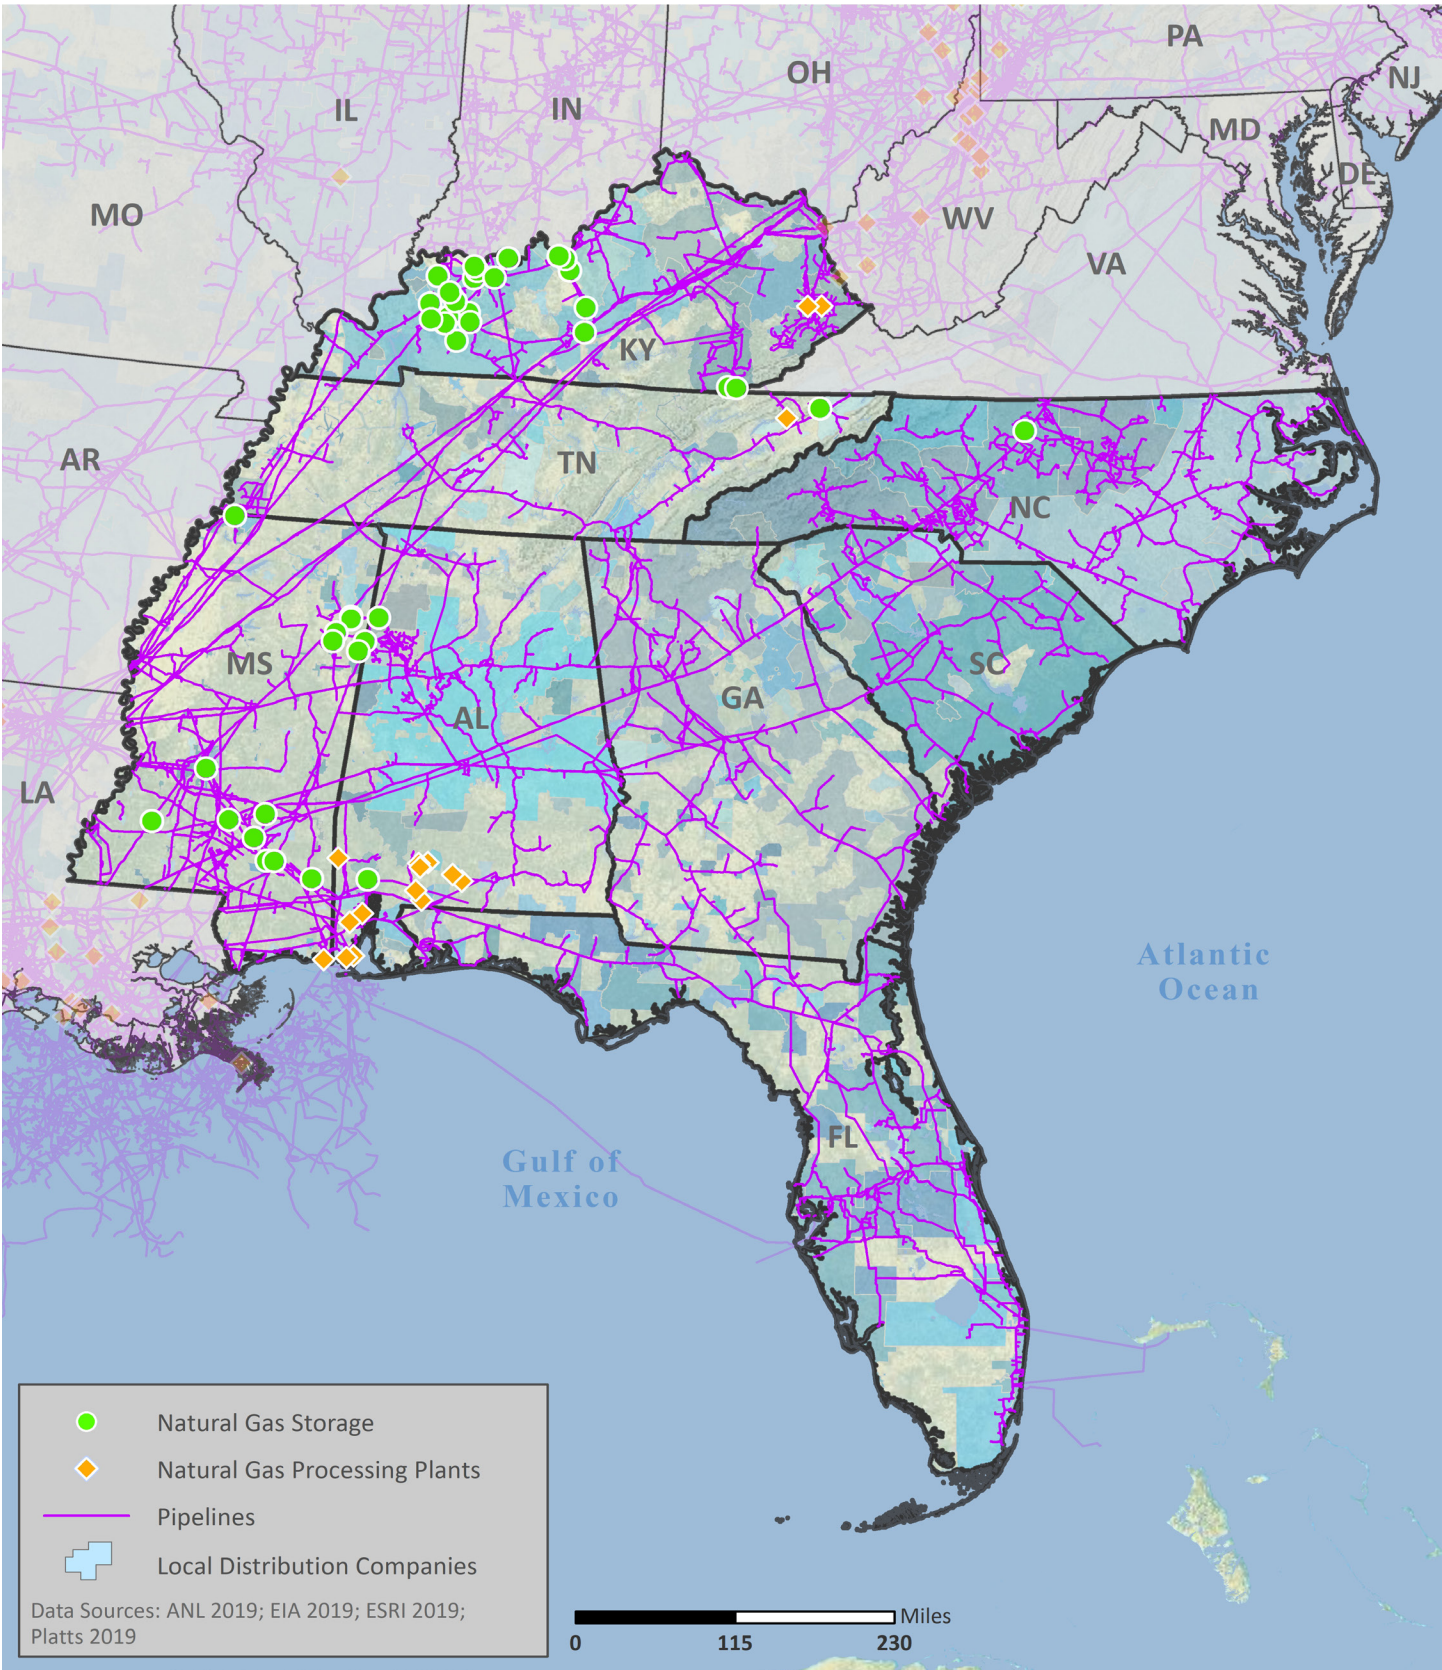 PA
OH
NJ
IL
IN
MD
DE
MO
WV
VA
KY
AR
TN
NC
MS
SC
GA
AL
LA
Atlantic
Ocean
FL
Gulf of
Mexico
Natural Gas Storage
Natural Gas Processing Plants
Pipelines
Local Distribution Companies
Data Sources: ANL 2019; EIA 2019; ESRI 2019;
Platts 2019
Miles
0 115 230